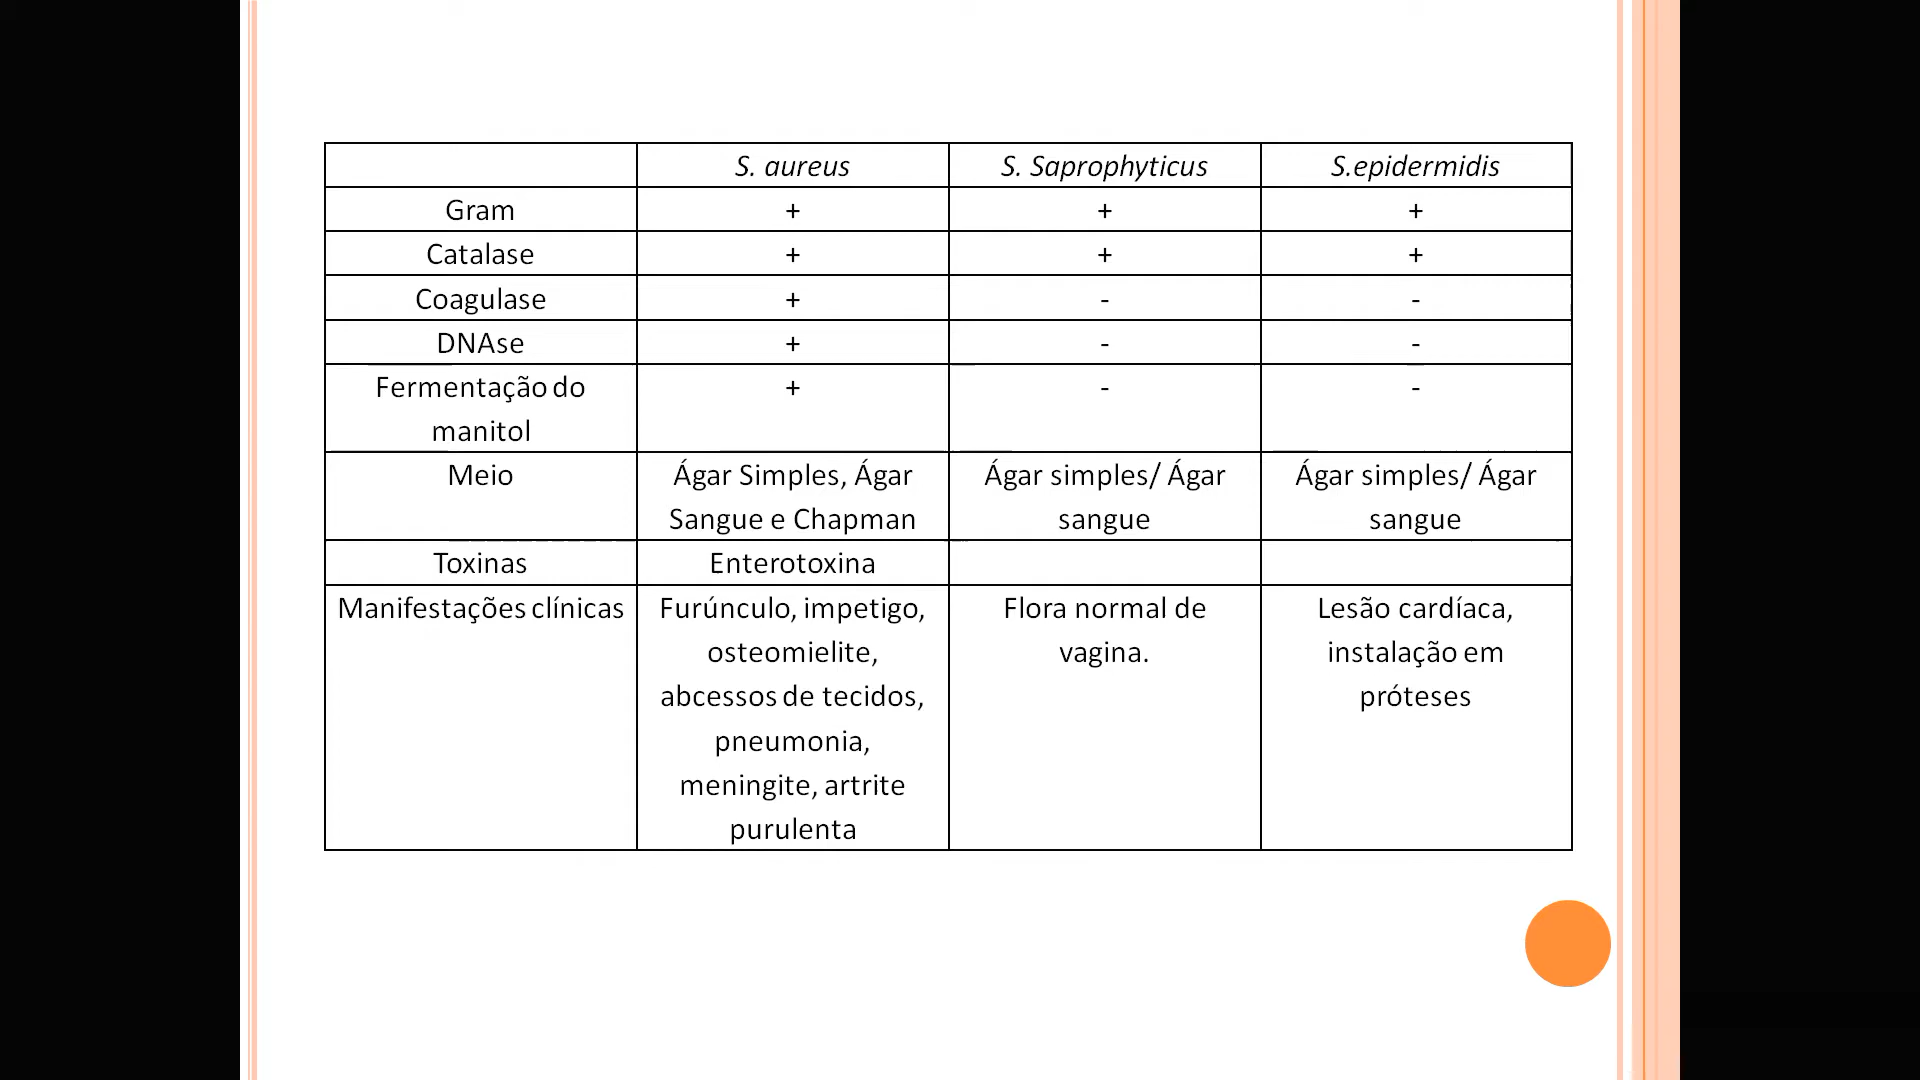 S. aureus S. Saprophyticus S.epidermidis
Gram + + +
Catalase + + +
Coagulase + - -
DNAse + - -
Fermentação do manitol + - -
Meio Ágar Simples, Ágar Sangue e Chapman Ágar simples/ Ágar sangue Ágar simples/ Ágar sangue
Toxinas Enterotoxina
Manifestações clínicas Furúnculo, impetigo, osteomielite, abcessos de tecidos, pneumonia, meningite, artrite purulenta Flora normal de vagina. Lesão cardíaca, instalação em próteses